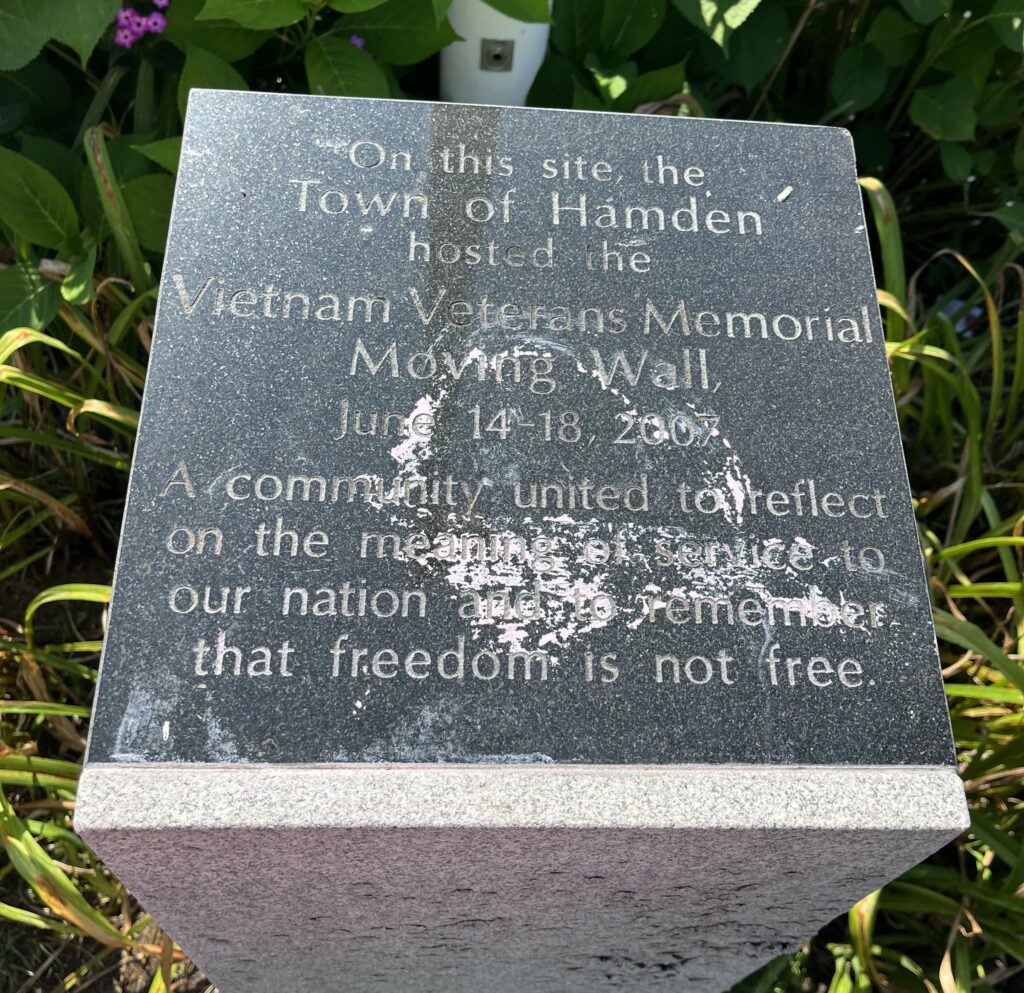 On this site, the
Town of Hamden
hosted the
Vietnam Veterans Memorial
Moving Wall,
June 14-18, 2007
A community united to reflect
on the meaning of service to
our nation and to remember
that freedom is not free.